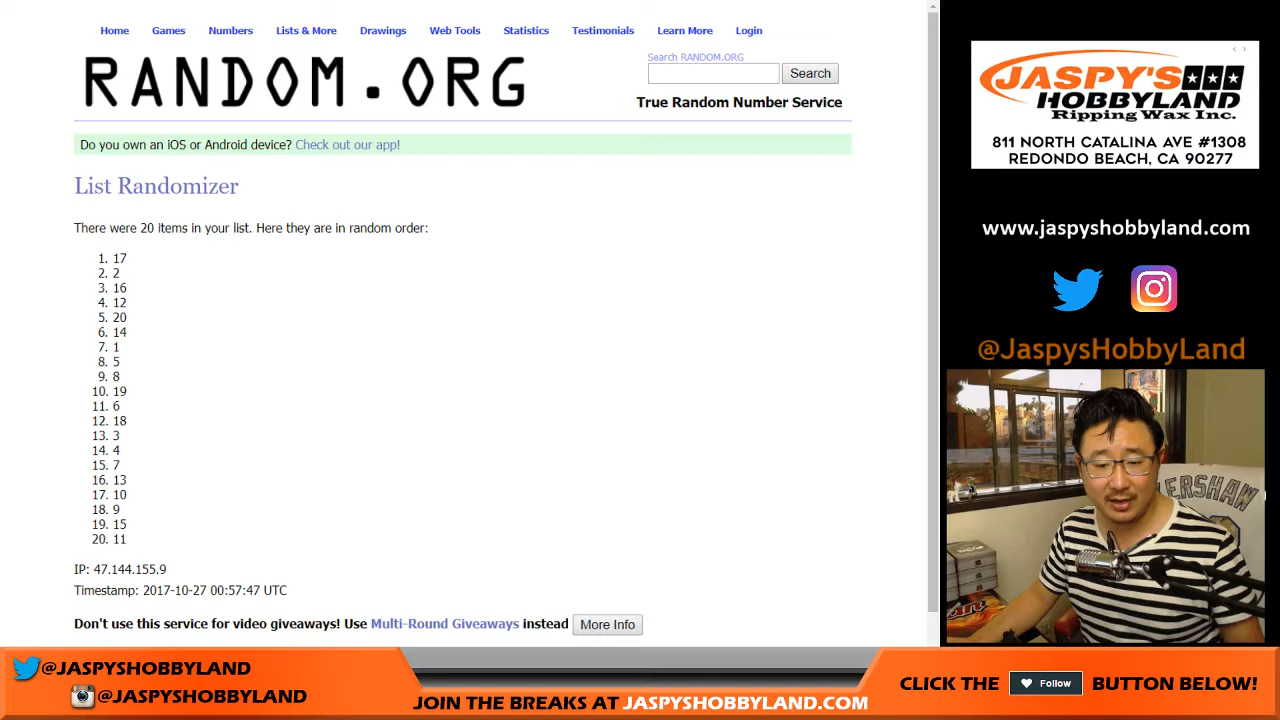 Home Games Numbers Lists & More Drawings Web Tools Statistics Testimonials Learn More Login
RANDOM.ORG
Search RANDOM.ORG
Search
True Random Number Service
Do you own an iOS or Android device? Check out our app!
List Randomizer
There were 20 items in your list. Here they are in random order:
1. 17
2. 2
3. 16
4. 12
5. 20
6. 14
7. 1
8. 5
9. 8
10. 19
11. 6
12. 18
13. 3
14. 4
15. 7
16. 13
17. 10
18. 9
19. 15
20. 11
IP: 47.144.155.9
Timestamp: 2017-10-27 00:57:47 UTC
Don't use this service for video giveaways! Use Multi-Round Giveaways instead More Info
JASPY'S
HOBBYLAND
Ripping Wax Inc.
811 NORTH CATALINA AVE #1308
REDONDO BEACH, CA 90277
www.jaspyshobbyland.com
@JaspysHobbyLand
ERSHAW
@JASPYSHOBBYLAND
@JASPYSHOBBYLAND
JOIN THE BREAKS AT JASPYSHOBBYLAND.COM
CLICK THE Follow BUTTON BELOW!